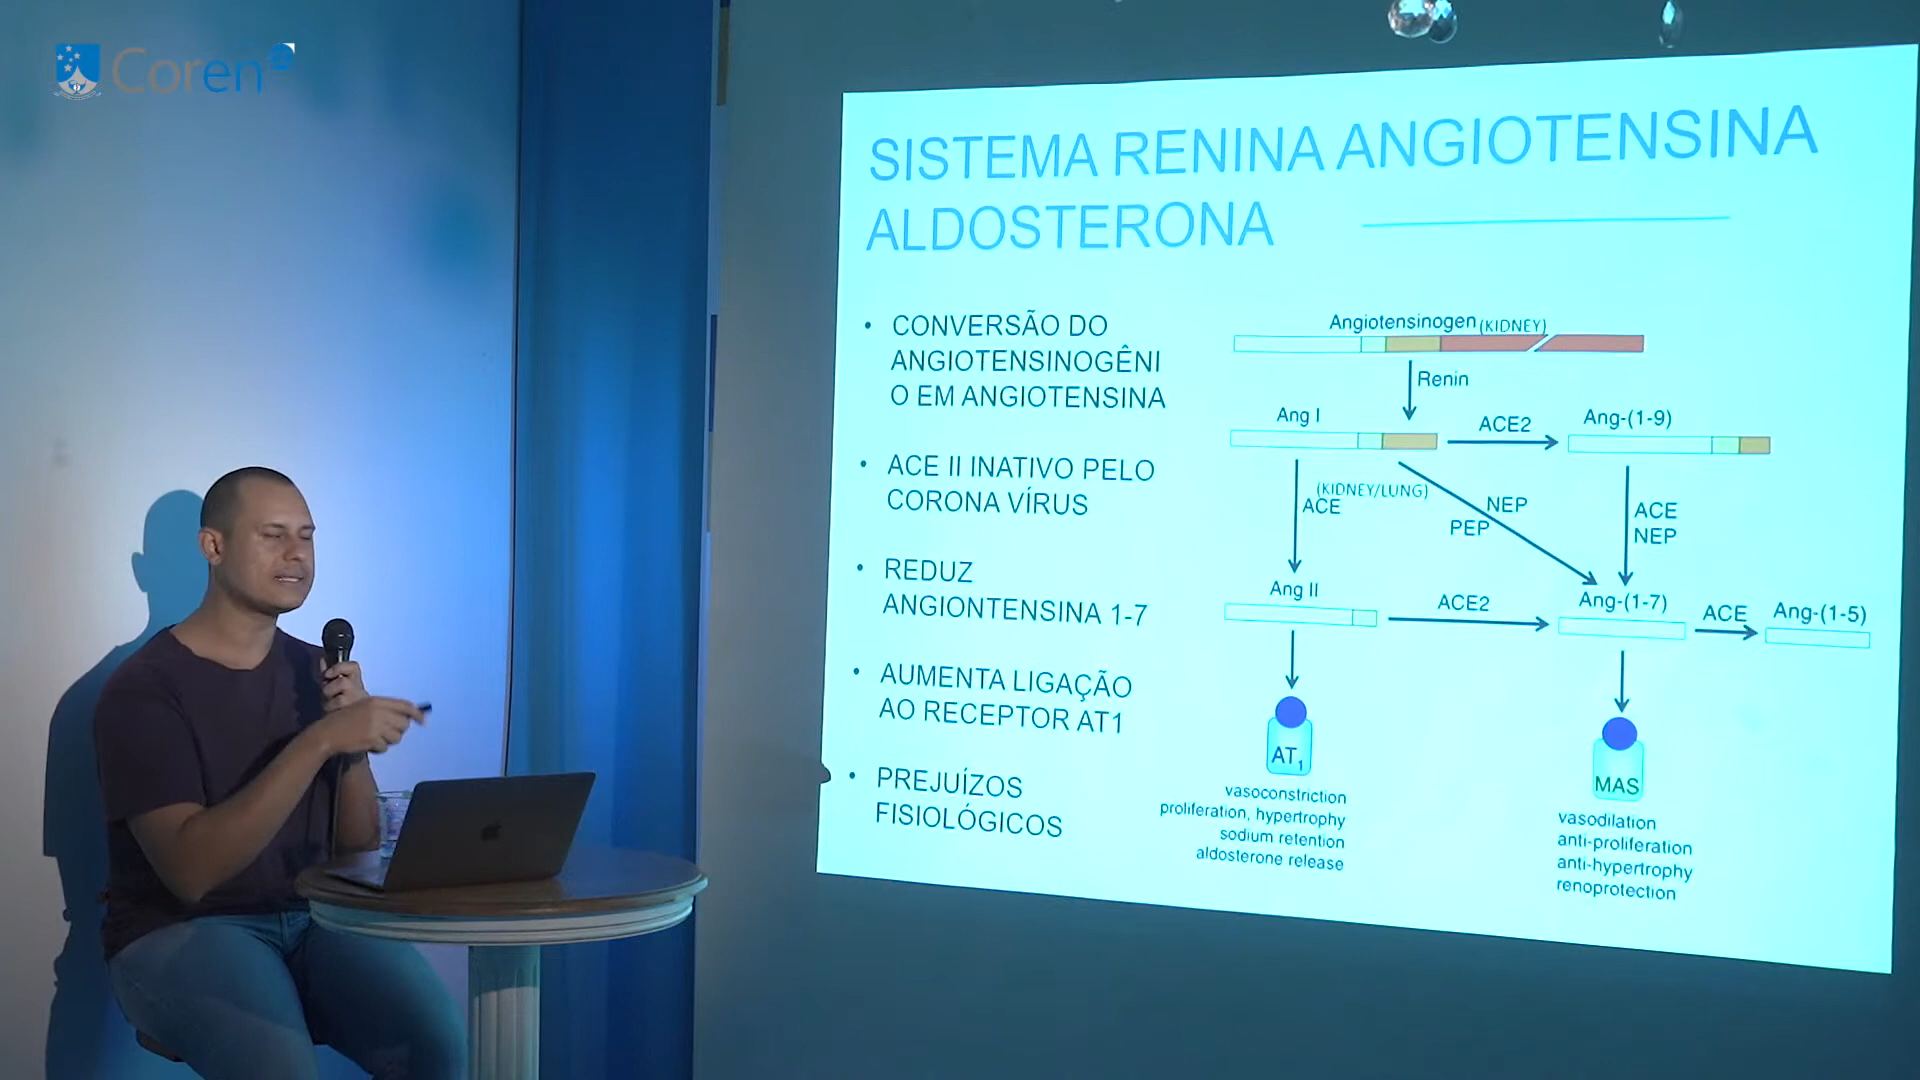 Coren
SISTEMA RENINA ANGIOTENSINA
ALDOSTERONA
• CONVERSÃO DO
ANGIOTENSINOGÊNI
O EM ANGIOTENSINA
• ACE II INATIVO PELO
CORONA VÍRUS
• REDUZ
ANGIONTENSINA 1-7
• AUMENTA LIGAÇÃO
AO RECEPTOR AT1
• PREJUÍZOS
FISIOLÓGICOS
Angiotensinogen (KIDNEY)
Renin
Ang I
ACE2
Ang-(1-9)
(KIDNEY/LUNG)
ACE
NEP
PEP
ACE
NEP
Ang II
ACE2
Ang-(1-7)
ACE
Ang-(1-5)
AT1
MAS
vasoconstriction
proliferation, hypertrophy
sodium retention
aldosterone release
vasodilation
anti-proliferation
anti-hypertrophy
renoprotection